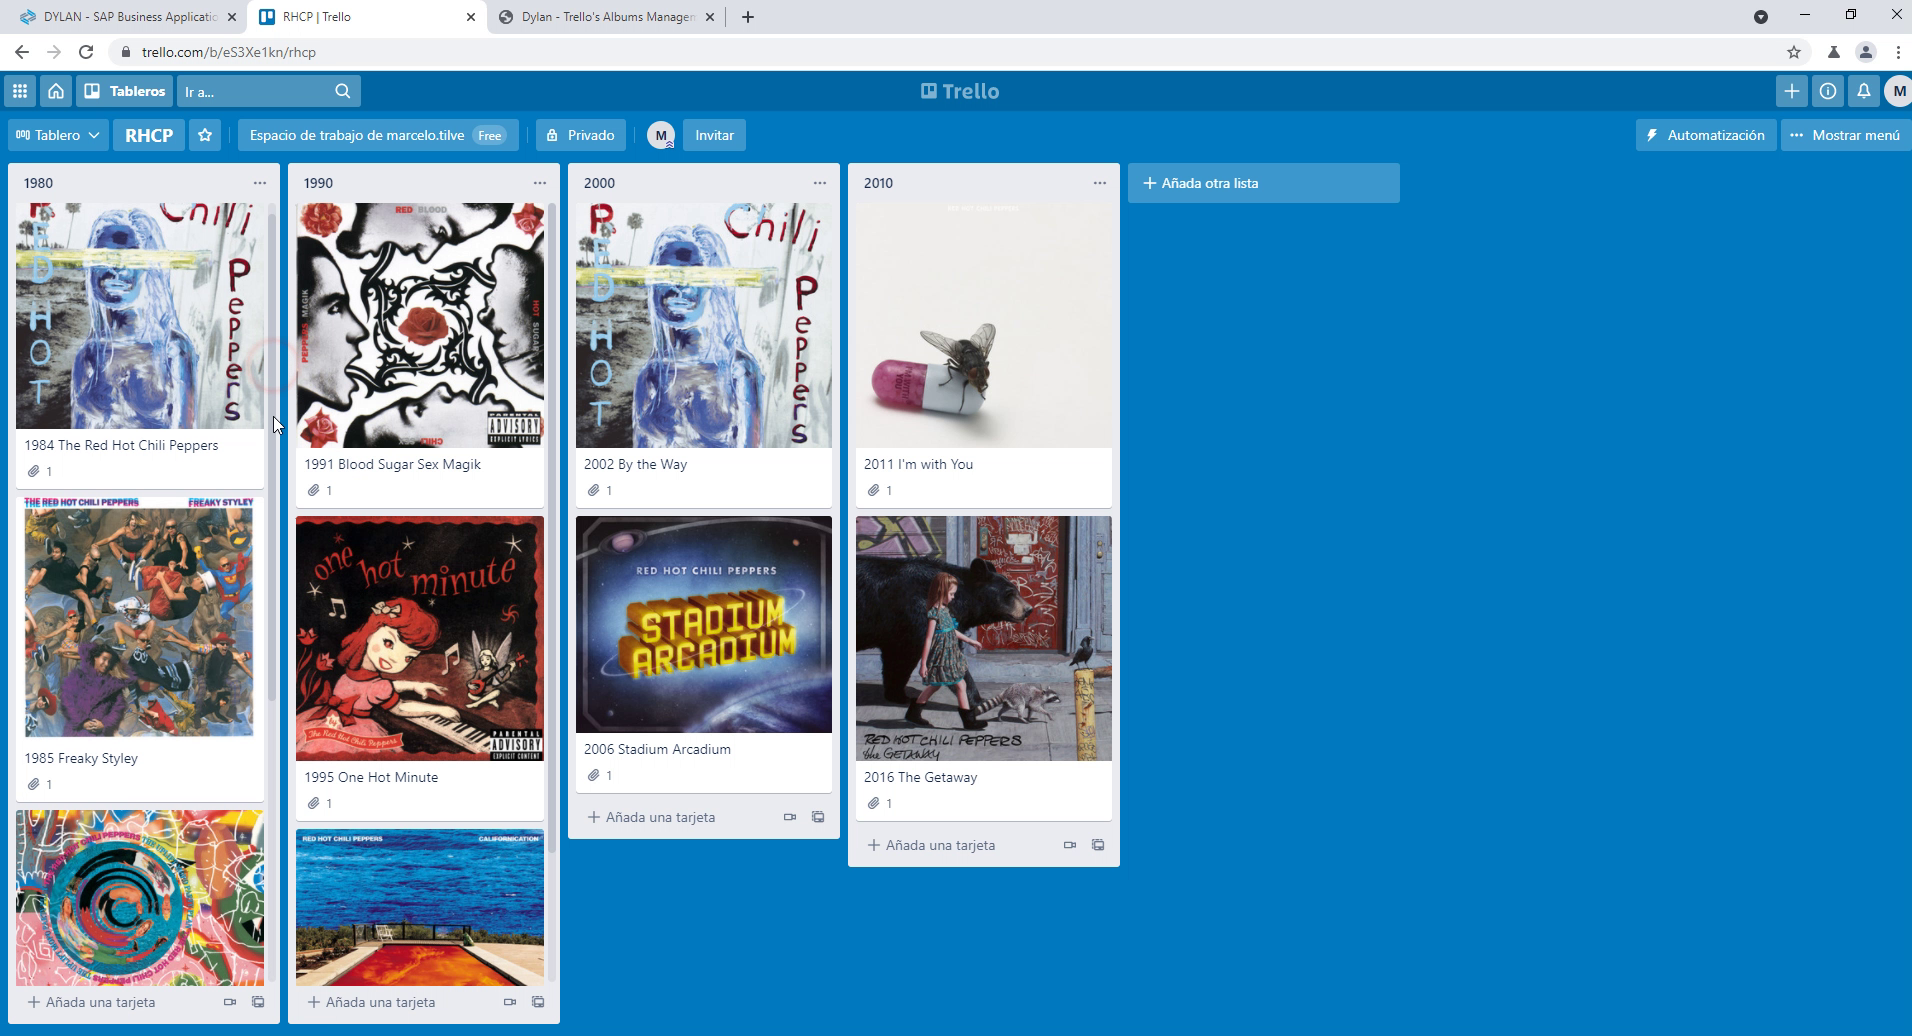 DYLAN - SAP Business Applicatic
RHCP | Trello
Dylan - Trello's Albums Managem
trello.com/b/eS3Xe1kn/rhcp
Tableros
Ir a...
Trello
M
Tablero
RHCP
Espacio de trabajo de marcelo.tilve Free
Privado
M
Invitar
Automatización
Mostrar menú
1980
RED HOT Chili Peppers
1984 The Red Hot Chili Peppers
1
THE RED HOT CHILI PEPPERS FREAKY STYLEY
1985 Freaky Styley
1
Añada una tarjeta
1990
RED BLOOD
HOT SUGAR
CHILI SEX
PEPPERS MAGIK
PARENTAL
ADVISORY
EXPLICIT LYRICS
1991 Blood Sugar Sex Magik
1
one hot minute
The Red Hot Chili Peppers
PARENTAL
ADVISORY
EXPLICIT CONTENT
1995 One Hot Minute
1
RED HOT CHILI PEPPERS CALIFORNICATION
Añada una tarjeta
2000
RED HOT Chili Peppers
2002 By the Way
1
RED HOT CHILI PEPPERS
STADIUM
ARCADIUM
2006 Stadium Arcadium
1
Añada una tarjeta
2010
RED HOT CHILI PEPPERS
I'M WITH YOU
2011 I'm with You
1
RED HOT CHILI PEPPERS
the GETAWAY
2016 The Getaway
1
Añada una tarjeta
Añada otra lista